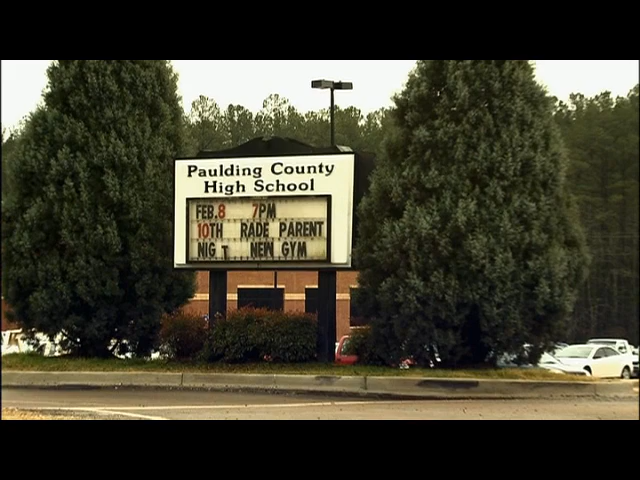 Paulding County
High School
FEB.8 7PM
10TH RADE PARENT
NIG T NEW GYM